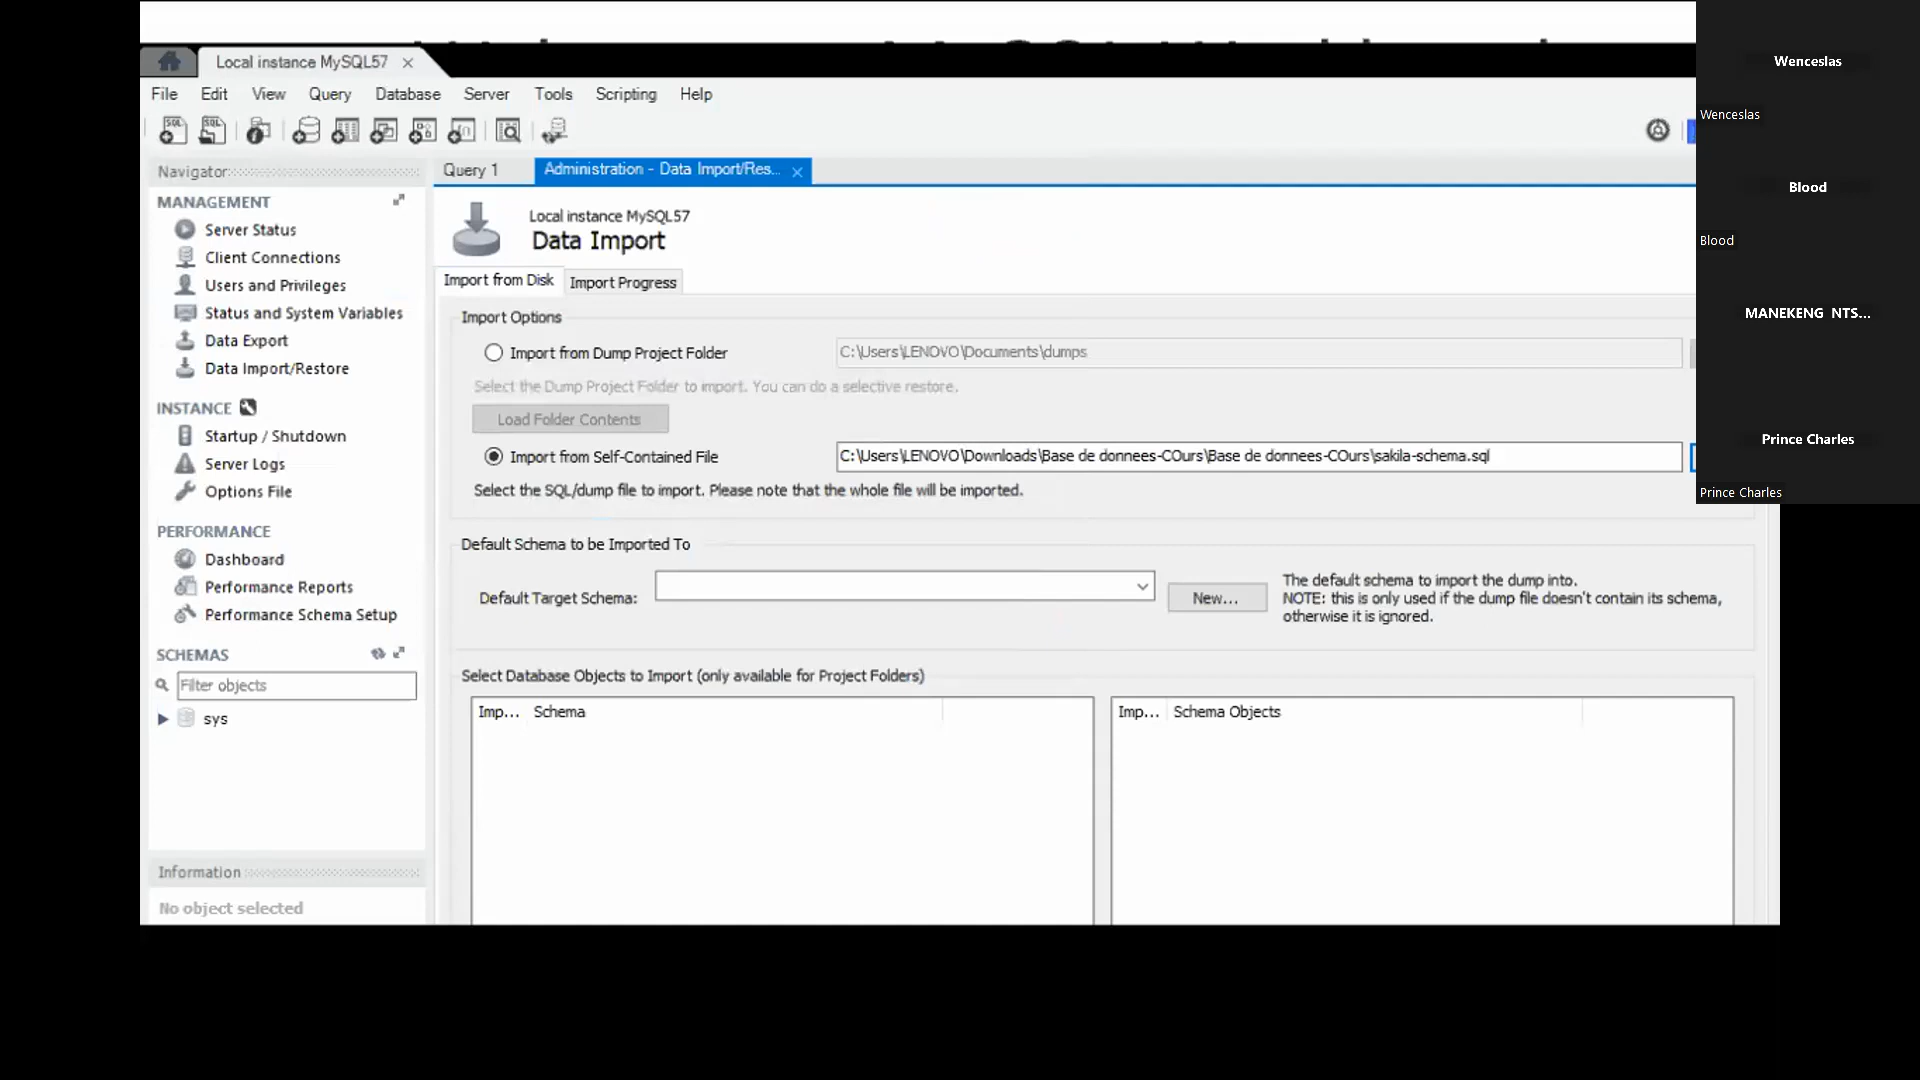 Local instance MySQL57
File Edit View Query Database Server Tools Scripting Help
Navigator
MANAGEMENT
Server Status
Client Connections
Users and Privileges
Status and System Variables
Data Export
Data Import/Restore
INSTANCE
Startup / Shutdown
Server Logs
Options File
PERFORMANCE
Dashboard
Performance Reports
Performance Schema Setup
SCHEMAS
Filter objects
sys
Information
No object selected
Query 1
Administration - Data Import/Res...
Local instance MySQL57
Data Import
Import from Disk
Import Progress
Import Options
Import from Dump Project Folder
C:\Users\LENOVO\Documents\dumps
Select the Dump Project Folder to import. You can do a selective restore.
Load Folder Contents
Import from Self-Contained File
C:\Users\LENOVO\Downloads\Base de donnees-COurs\Base de donnees-COurs\sakila-schema.sql
Select the SQL/dump file to import. Please note that the whole file will be imported.
Default Schema to be Imported To
Default Target Schema:
New...
The default schema to import the dump into.
NOTE: this is only used if the dump file doesn't contain its schema,
otherwise it is ignored.
Select Database Objects to Import (only available for Project Folders)
Imp... Schema
Imp... Schema Objects
Wenceslas
Wenceslas
Blood
Blood
MANEKENG NTS...
Prince Charles
Prince Charles